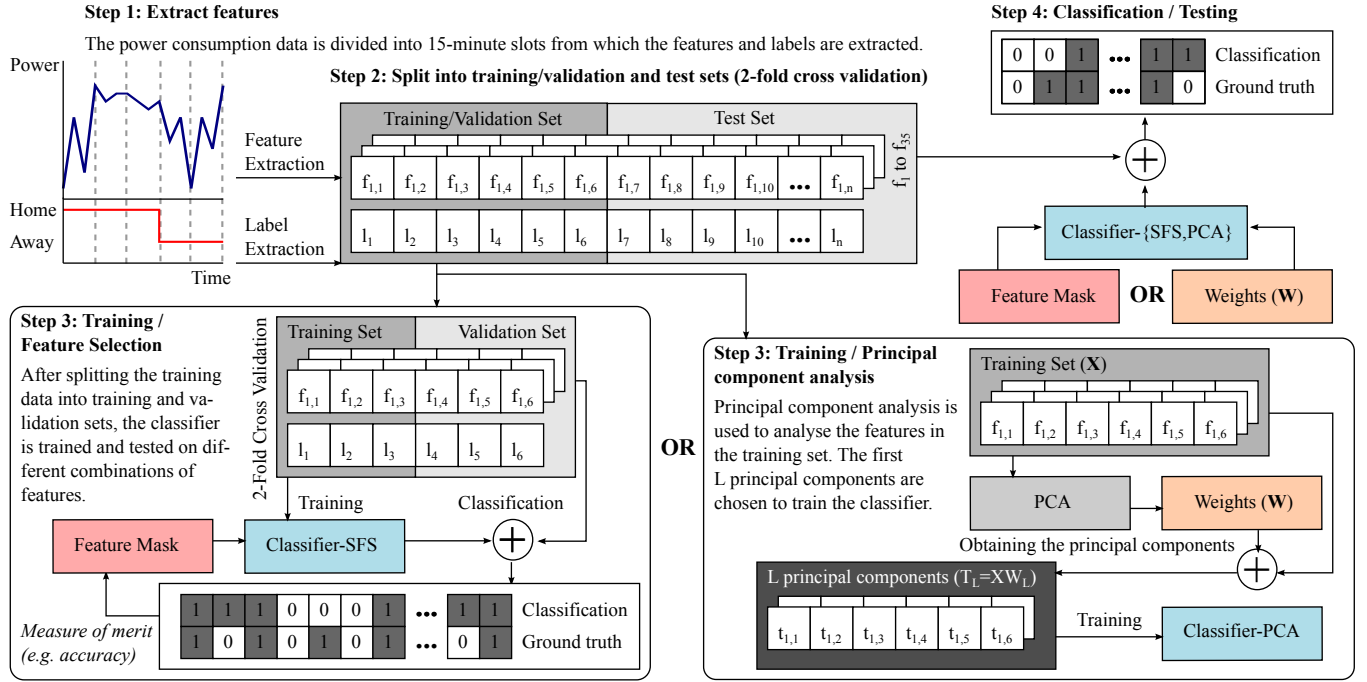 Step 1: Extract features
The power consumption data is divided into 15-minute slots from which the features and labels are extracted.
Power
Home
Away
Time
Feature
Extraction
Label
Extraction
Step 2: Split into training/validation and test sets (2-fold cross validation)
Training/Validation Set
Test Set
f1,1 f1,2 f1,3 f1,4 f1,5 f1,6 f1,7 f1,8 f1,9 f1,10 ... f1,n
l1 l2 l3 l4 l5 l6 l7 l8 l9 l10 ... ln
f1 to f35
Step 4: Classification / Testing
0 0 1 ... 1 1 Classification
0 1 1 ... 1 0 Ground truth
Classifier-{SFS,PCA}
Feature Mask
OR
Weights (W)
Step 3: Training /
Feature Selection
After splitting the training
data into training and va-
lidation sets, the classifier
is trained and tested on dif-
ferent combinations of
features.
2-Fold Cross Validation
Training Set
Validation Set
f1,1 f1,2 f1,3 f1,4 f1,5 f1,6
l1 l2 l3 l4 l5 l6
Training
Classification
Feature Mask
Classifier-SFS
1 1 1 0 0 0 1 ... 1 1 Classification
1 0 1 0 1 0 1 ... 0 1 Ground truth
Measure of merit
(e.g. accuracy)
OR
Step 3: Training / Principal
component analysis
Principal component analysis is
used to analyse the features in
the training set. The first
L principal components are
chosen to train the classifier.
Training Set (X)
f1,1 f1,2 f1,3 f1,4 f1,5 f1,6
PCA
Weights (W)
Obtaining the principal components
L principal components (TL=XWL)
t1,1 t1,2 t1,3 t1,4 t1,5 t1,6
Training
Classifier-PCA